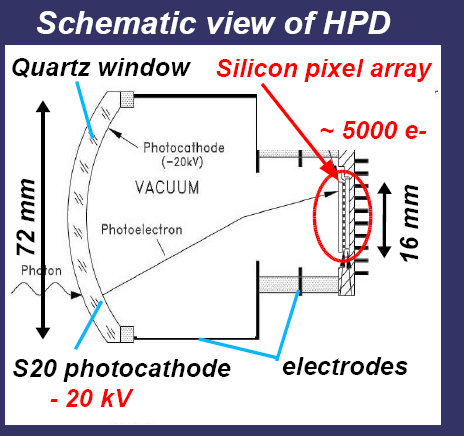 Schematic view of HPD
Quartz window
Silicon pixel array
~ 5000 e-
Photocathode
(-20kV)
VACUUM
72 mm
Photoelectron
16 mm
Photon
S20 photocathode
electrodes
- 20 kV